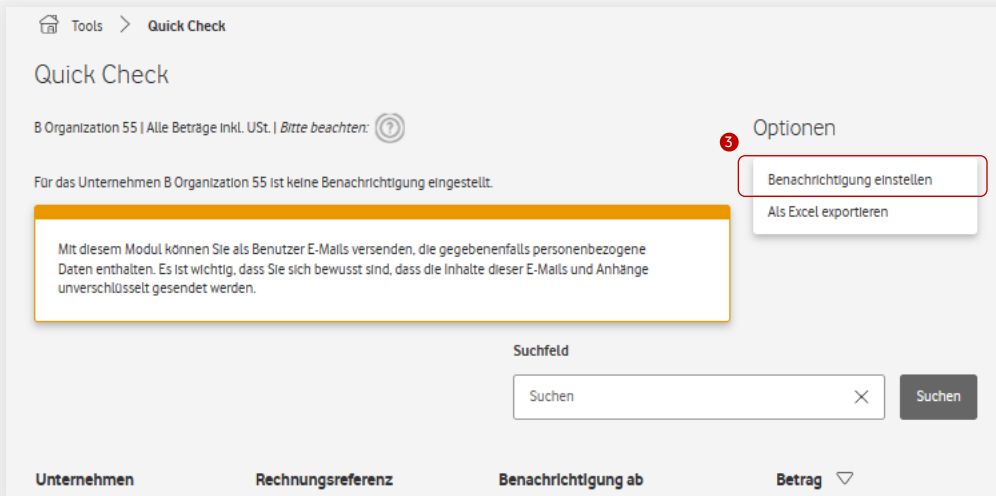 Tools > Quick Check
Quick Check
B Organization 55 | Alle Beträge inkl. USt. | Bitte beachten: ?
Optionen
3
Benachrichtigung einstellen
Als Excel exportieren
Für das Unternehmen B Organization 55 ist keine Benachrichtigung eingestellt.
Mit diesem Modul können Sie als Benutzer E-Mails versenden, die gegebenenfalls personenbezogene
Daten enthalten. Es ist wichtig, dass Sie sich bewusst sind, dass die Inhalte dieser E-Mails und Anhänge
unverschlüsselt gesendet werden.
Suchfeld
Suchen
Suchen
Unternehmen Rechnungsreferenz Benachrichtigung ab Betrag